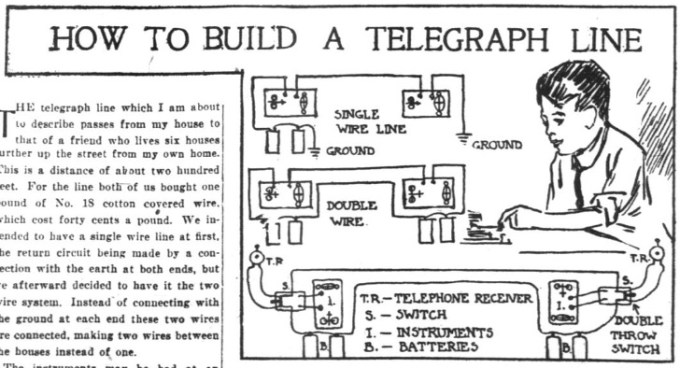 HOW TO BUILD A TELEGRAPH LINE
THE telegraph line which I am about
to describe passes from my house to
that of a friend who lives six houses
urther up the street from my own home.
This is a distance of about two hundred
eet. For the line both of us bought one
ound of No. 18 cotton covered wire,
which cost forty cents a pound. We in-
ended to have a single wire line at first,
he return circuit being made by a con-
ection with the earth at both ends, but
e afterward decided to have it the two
wire system. Instead of connecting with
he ground at each end these two wires
re connected, making two wires between
he houses instead of one.
The instruments may be had at an
SINGLE
WIRE LINE
GROUND
GROUND
DOUBLE
WIRE
T.R.
S.
I.
B.
T.R.— TELEPHONE RECEIVER
S. — SWITCH
I. — INSTRUMENTS
B. — BATTERIES
T.R.
S.
I.
B.
DOUBLE
THROW
SWITCH